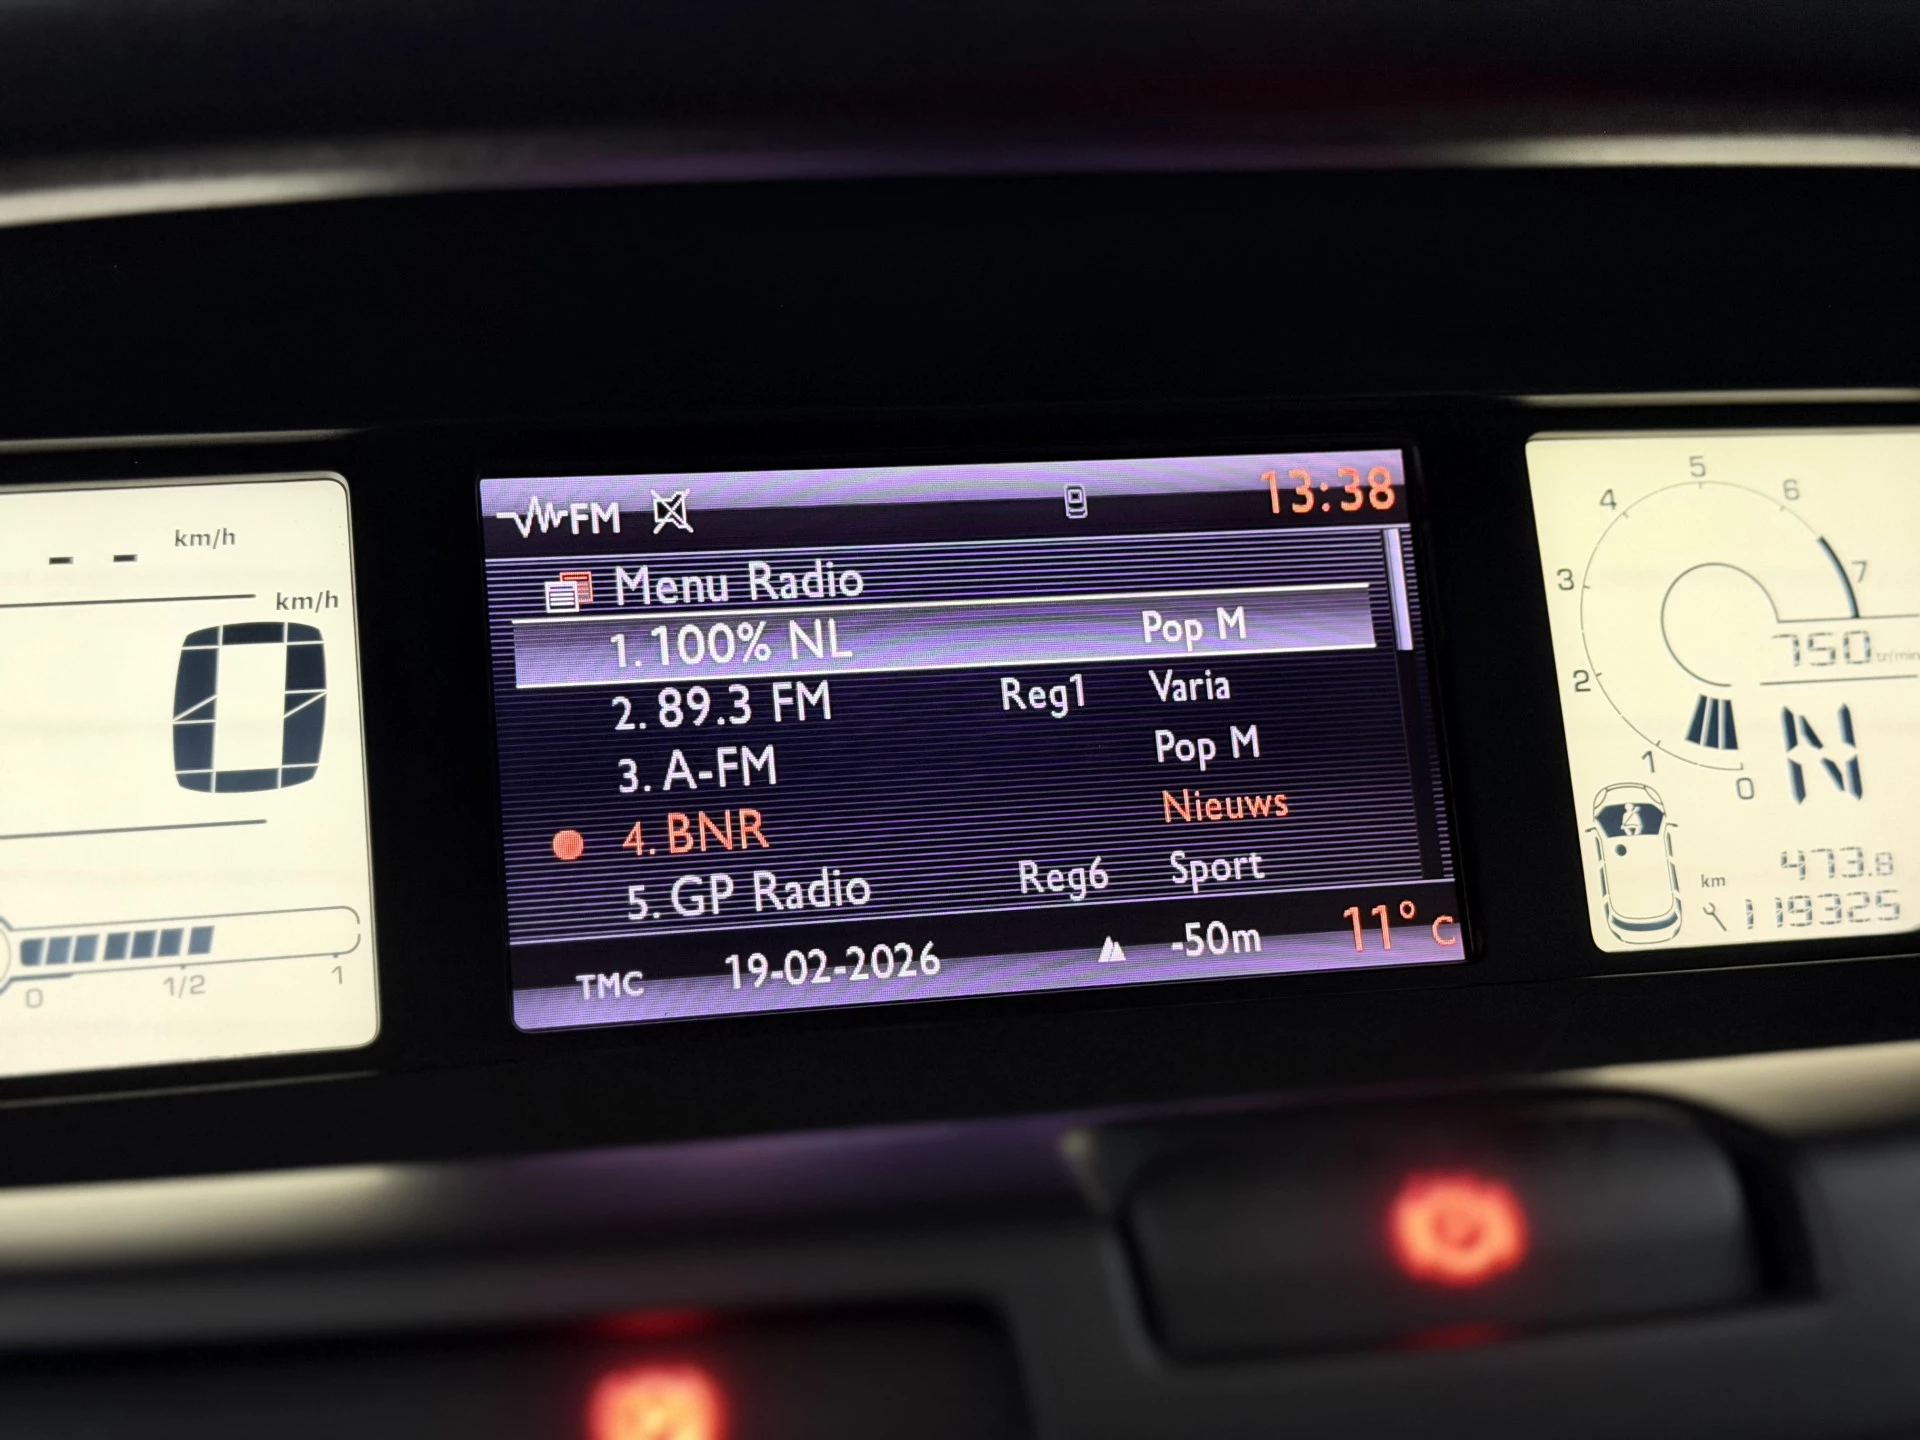 - - km/h
km/h
0
0 1/2 1
FM 13:38
Menu Radio
1. 100% NL Pop M
2. 89.3 FM Reg1 Varia
3. A-FM Pop M
4. BNR Nieuws
5. GP Radio Reg6 Sport
TMC 19-02-2026 -50m 11° C
0 1 2 3 4 5 6 7
750 tr/min
N
km 473.8
119325